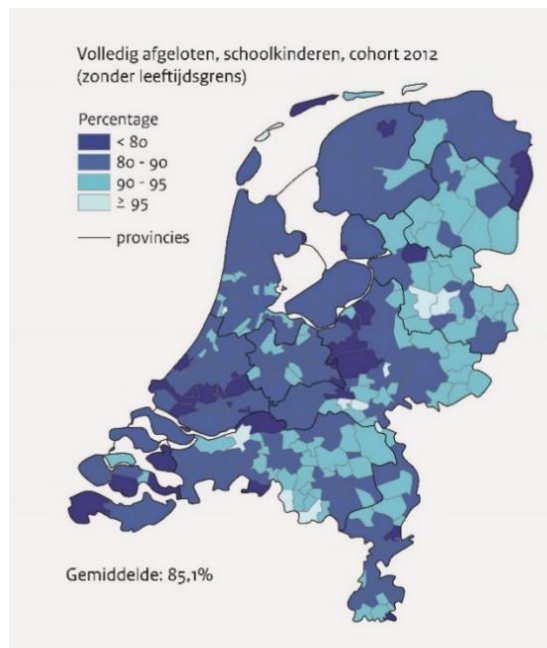 Volledig afgeloten, schoolkinderen, cohort 2012
(zonder leeftijdsgrens)
Percentage
< 80
80 - 90
90 - 95
≥ 95
provincies
Gemiddelde: 85,1%